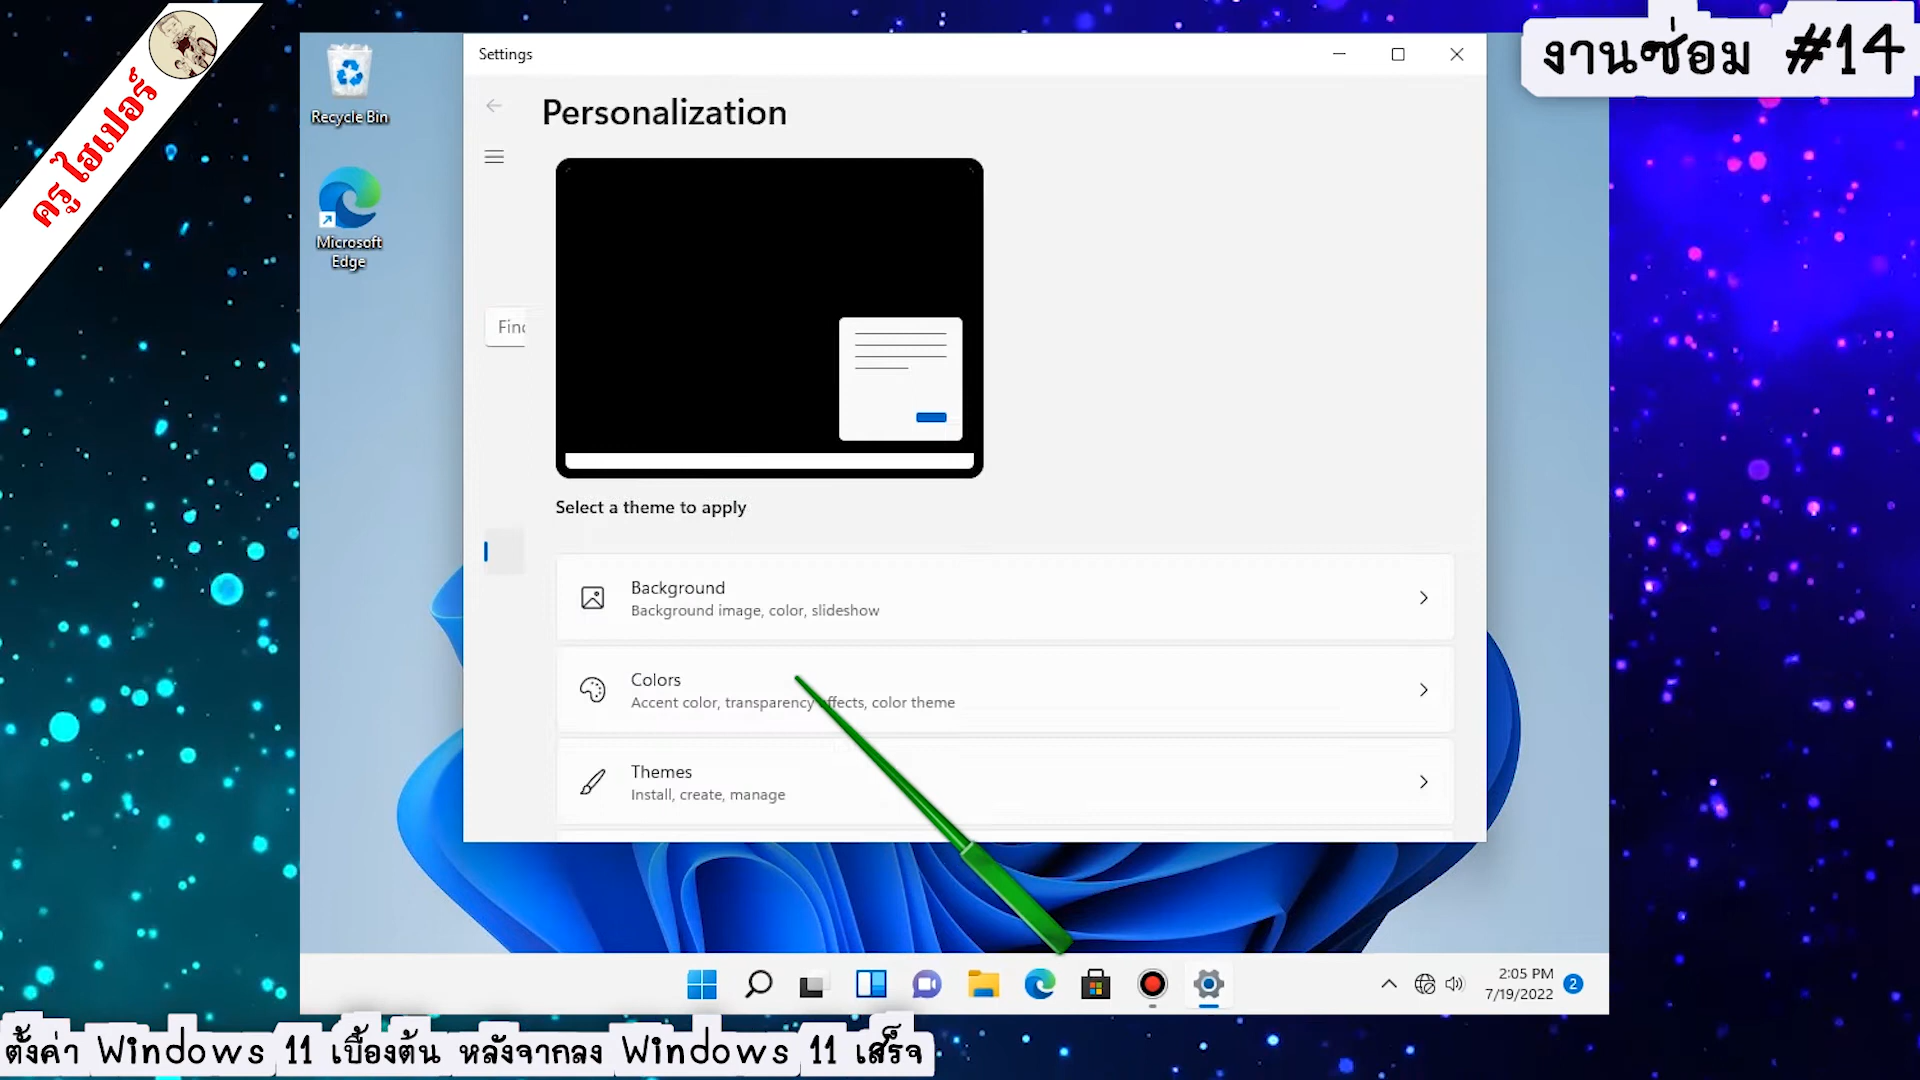 ครูไฮเปอร์
งานซ่อม #14
Recycle Bin
Microsoft
Edge
Settings
Personalization
Find
Select a theme to apply
Background
Background image, color, slideshow
Colors
Accent color, transparency effects, color theme
Themes
Install, create, manage
2:05 PM
7/19/2022
2
ตั้งค่า Windows 11 เบื้องต้น หลังจากลง Windows 11 เสร็จ